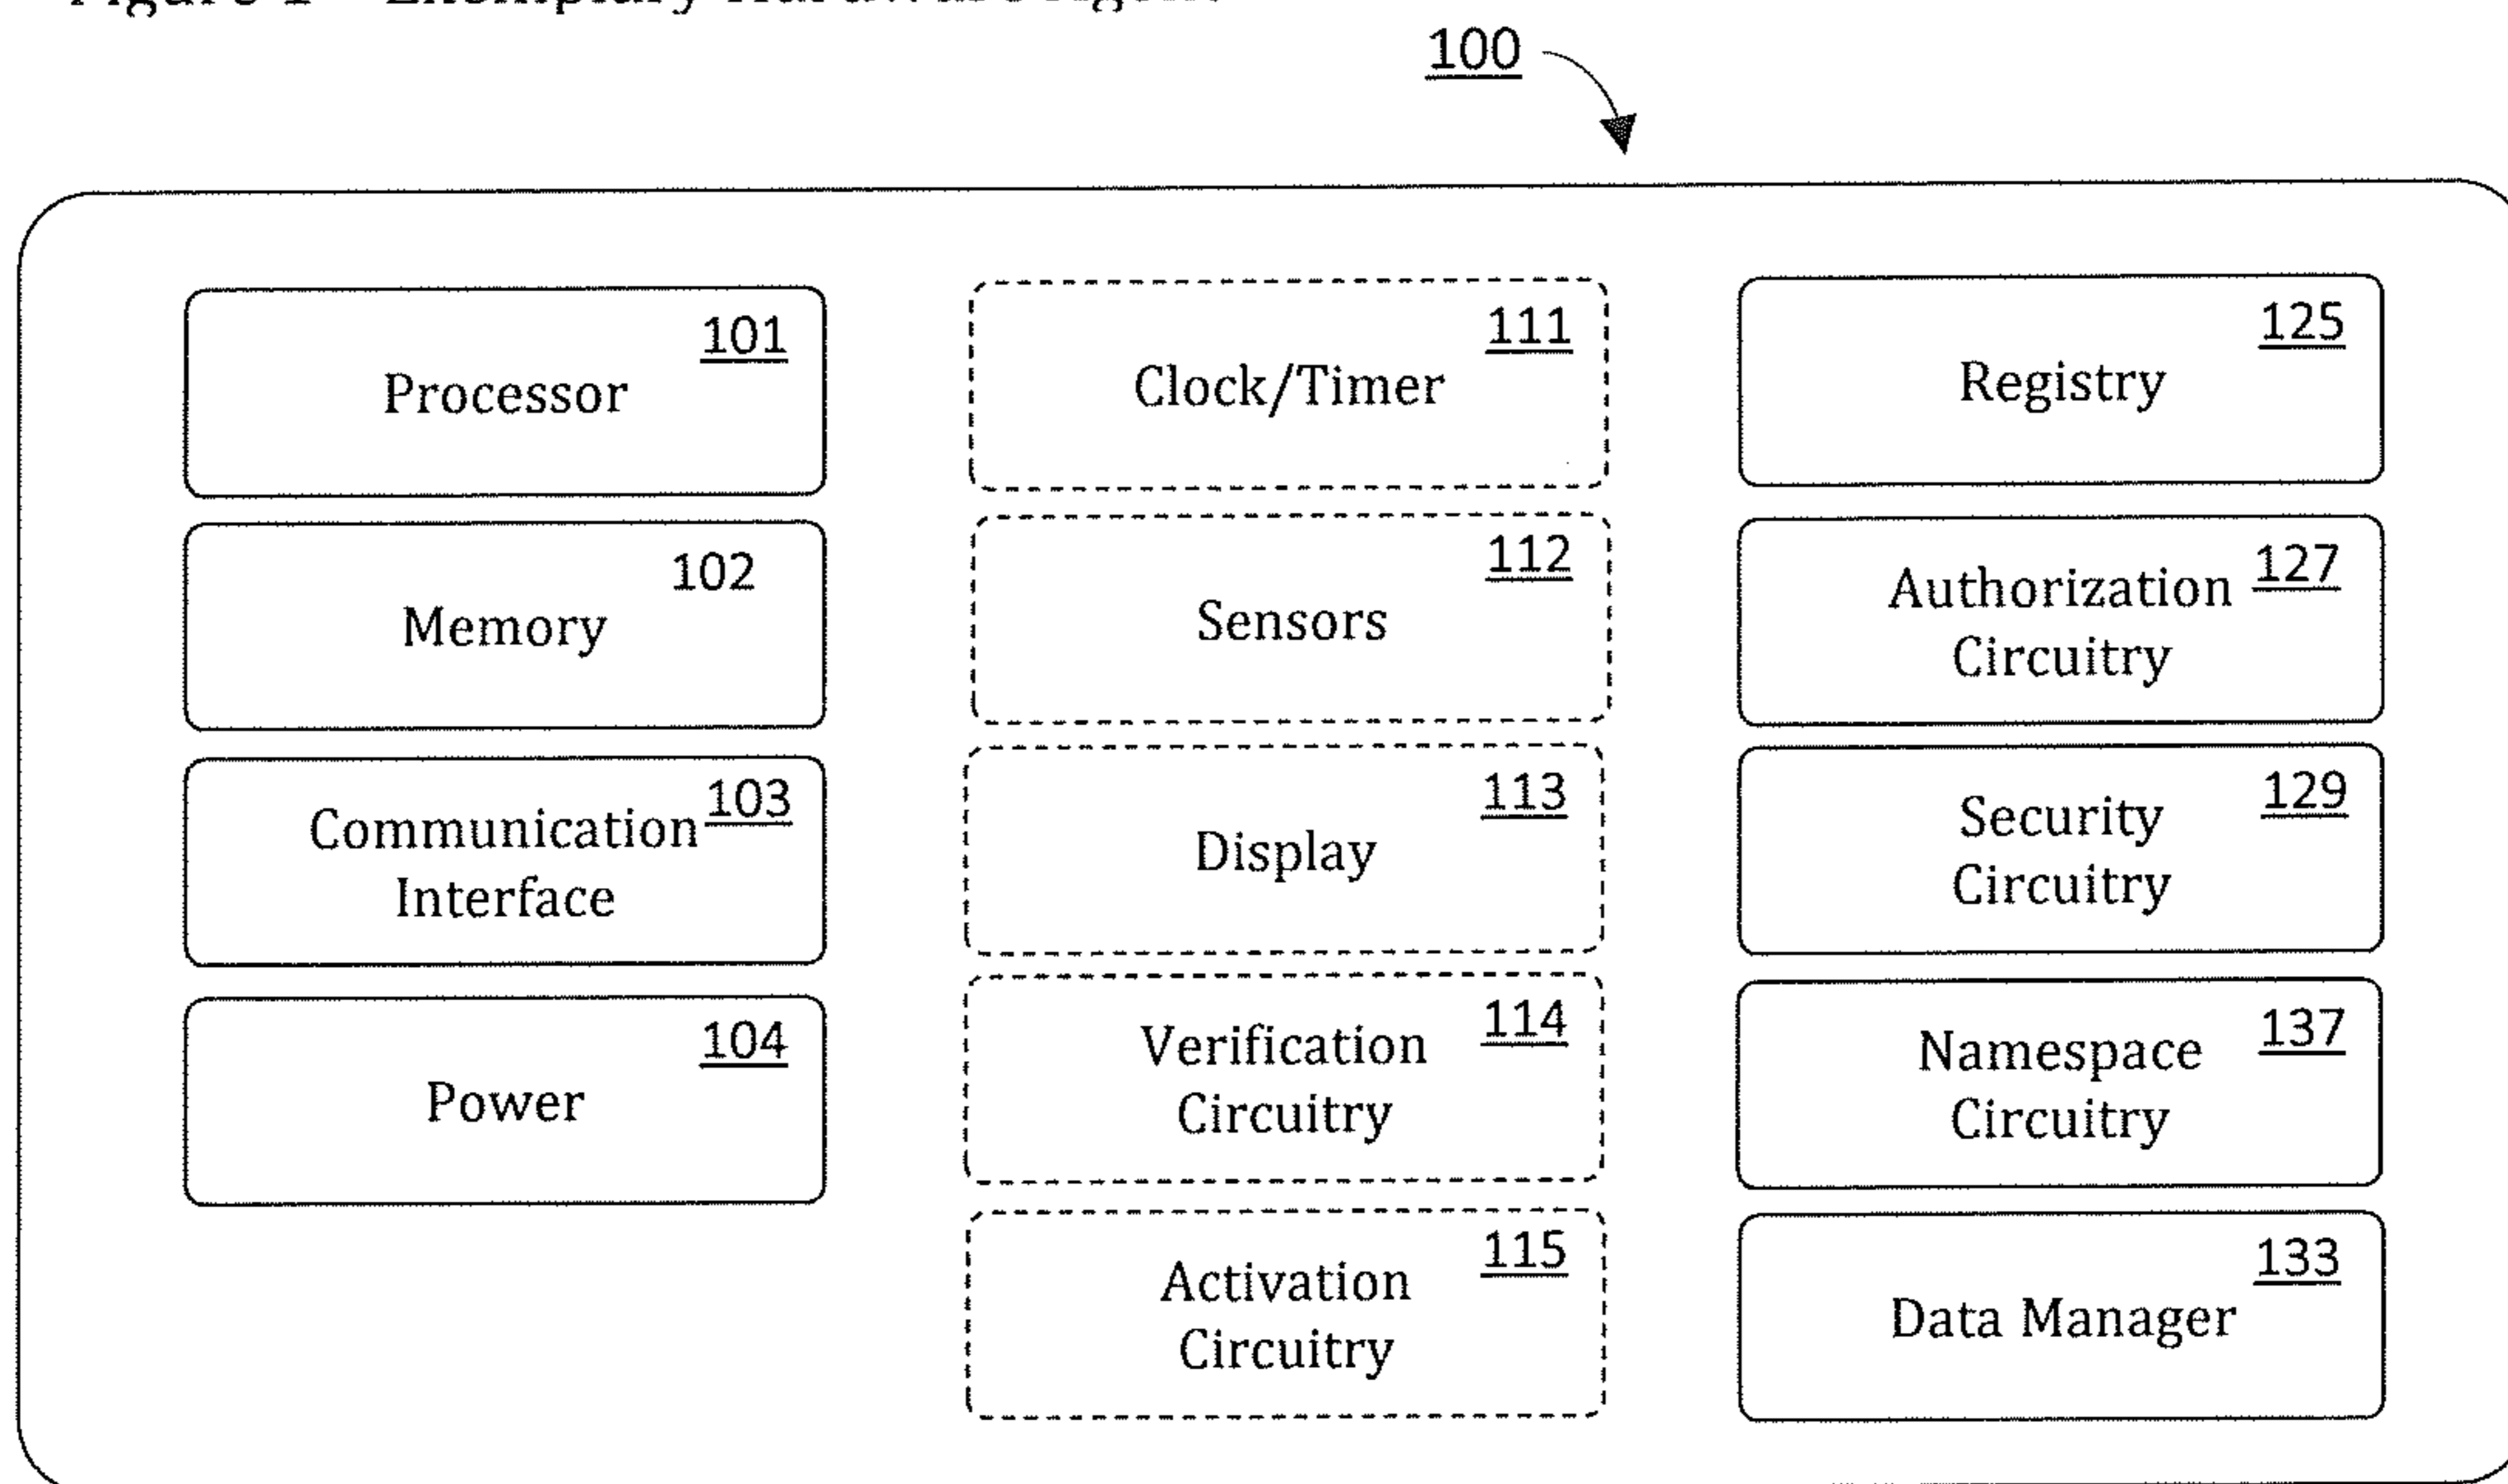 100
101
Processor
102
Memory
103
Communication
Interface
104
Power
111
Clock/Timer
112
Sensors
113
Display
114
Verification
Circuitry
115
Activation
Circuitry
125
Registry
127
Authorization
Circuitry
129
Security
Circuitry
137
Namespace
Circuitry
133
Data Manager